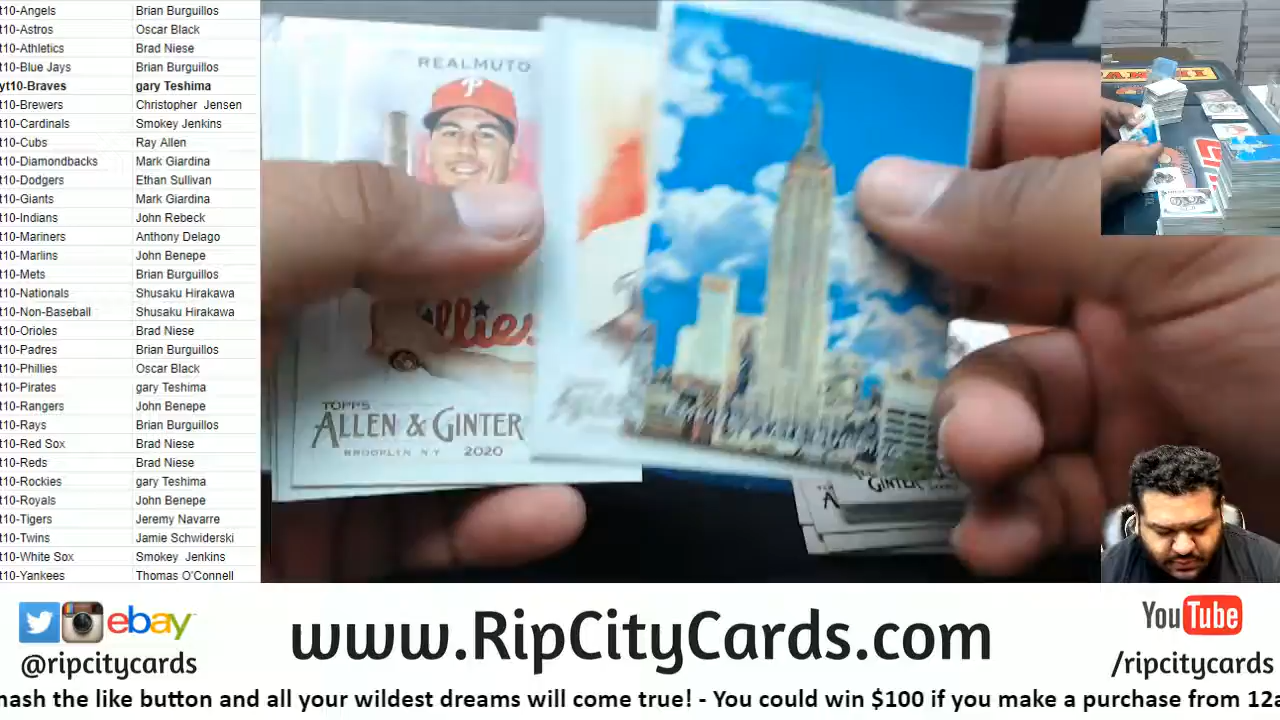 t10-Angels Brian Burguillos
t10-Astros Oscar Black
t10-Athletics Brad Niese
t10-Blue Jays Brian Burguillos
yt10-Braves gary Teshima
t10-Brewers Christopher Jensen
t10-Cardinals Smokey Jenkins
t10-Cubs Ray Allen
t10-Diamondbacks Mark Giardina
t10-Dodgers Ethan Sullivan
t10-Giants Mark Giardina
t10-Indians John Rebeck
t10-Mariners Anthony Delago
t10-Marlins John Benepe
t10-Mets Brian Burguillos
t10-Nationals Shusaku Hirakawa
t10-Non-Baseball Shusaku Hirakawa
t10-Orioles Brad Niese
t10-Padres Brian Burguillos
t10-Phillies Oscar Black
t10-Pirates gary Teshima
t10-Rangers John Benepe
t10-Rays Brian Burguillos
t10-Red Sox Brad Niese
t10-Reds Brad Niese
t10-Rockies gary Teshima
t10-Royals John Benepe
t10-Tigers Jeremy Navarre
t10-Twins Jamie Schwiderski
t10-White Sox Smokey Jenkins
t10-Yankees Thomas O'Connell
REALMUTO
P
TOPPS
ALLEN & GINTER
BROOKLYN, N.Y. 2020
GINTER
ebay
@ripcitycards
www.RipCityCards.com
YouTube
/ripcitycards
mash the like button and all your wildest dreams will come true! - You could win $100 if you make a purchase from 12a